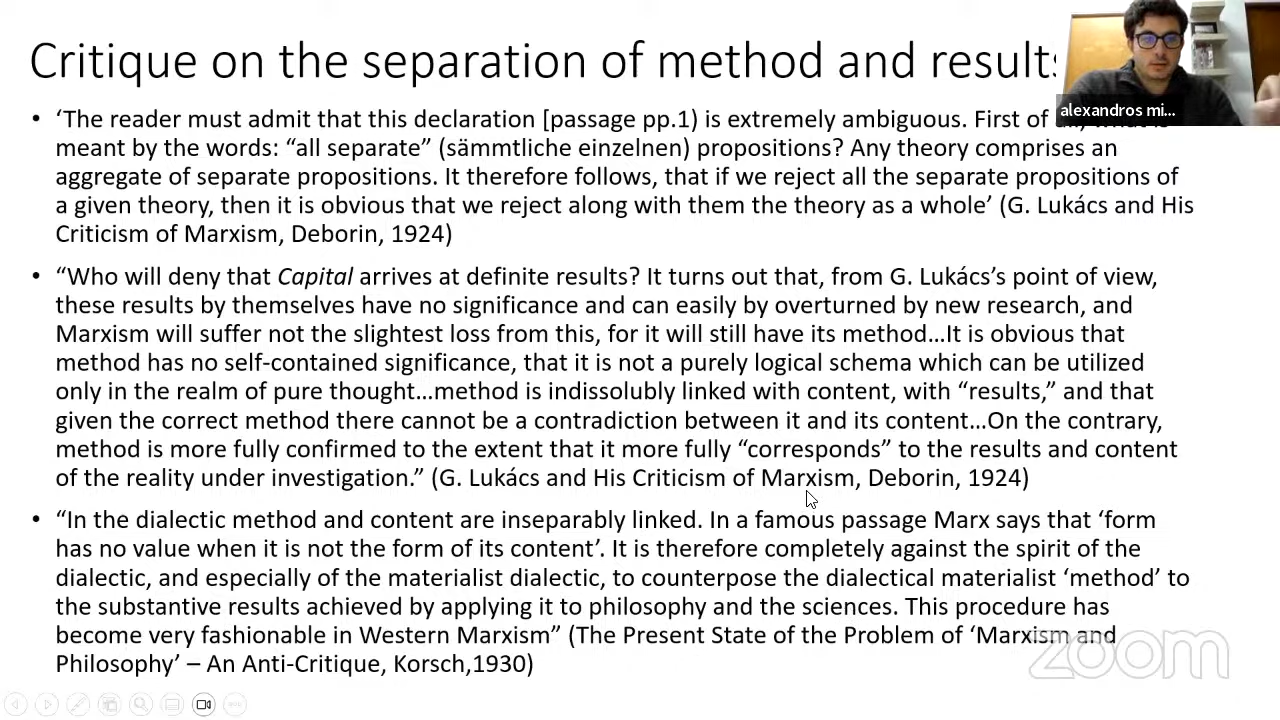 Critique on the separation of method and results
alexandros mi...
• ‘The reader must admit that this declaration [passage pp.1) is extremely ambiguous. First of
meant by the words: “all separate” (sämmtliche einzelnen) propositions? Any theory comprises an
aggregate of separate propositions. It therefore follows, that if we reject all the separate propositions of
a given theory, then it is obvious that we reject along with them the theory as a whole’ (G. Lukács and His
Criticism of Marxism, Deborin, 1924)
• “Who will deny that Capital arrives at definite results? It turns out that, from G. Lukács’s point of view,
these results by themselves have no significance and can easily by overturned by new research, and
Marxism will suffer not the slightest loss from this, for it will still have its method…It is obvious that
method has no self-contained significance, that it is not a purely logical schema which can be utilized
only in the realm of pure thought…method is indissolubly linked with content, with “results,” and that
given the correct method there cannot be a contradiction between it and its content…On the contrary,
method is more fully confirmed to the extent that it more fully “corresponds” to the results and content
of the reality under investigation.” (G. Lukács and His Criticism of Marxism, Deborin, 1924)
• “In the dialectic method and content are inseparably linked. In a famous passage Marx says that ‘form
has no value when it is not the form of its content’. It is therefore completely against the spirit of the
dialectic, and especially of the materialist dialectic, to counterpose the dialectical materialist ‘method’ to
the substantive results achieved by applying it to philosophy and the sciences. This procedure has
become very fashionable in Western Marxism” (The Present State of the Problem of ‘Marxism and
Philosophy’ – An Anti-Critique, Korsch,1930)
zoom